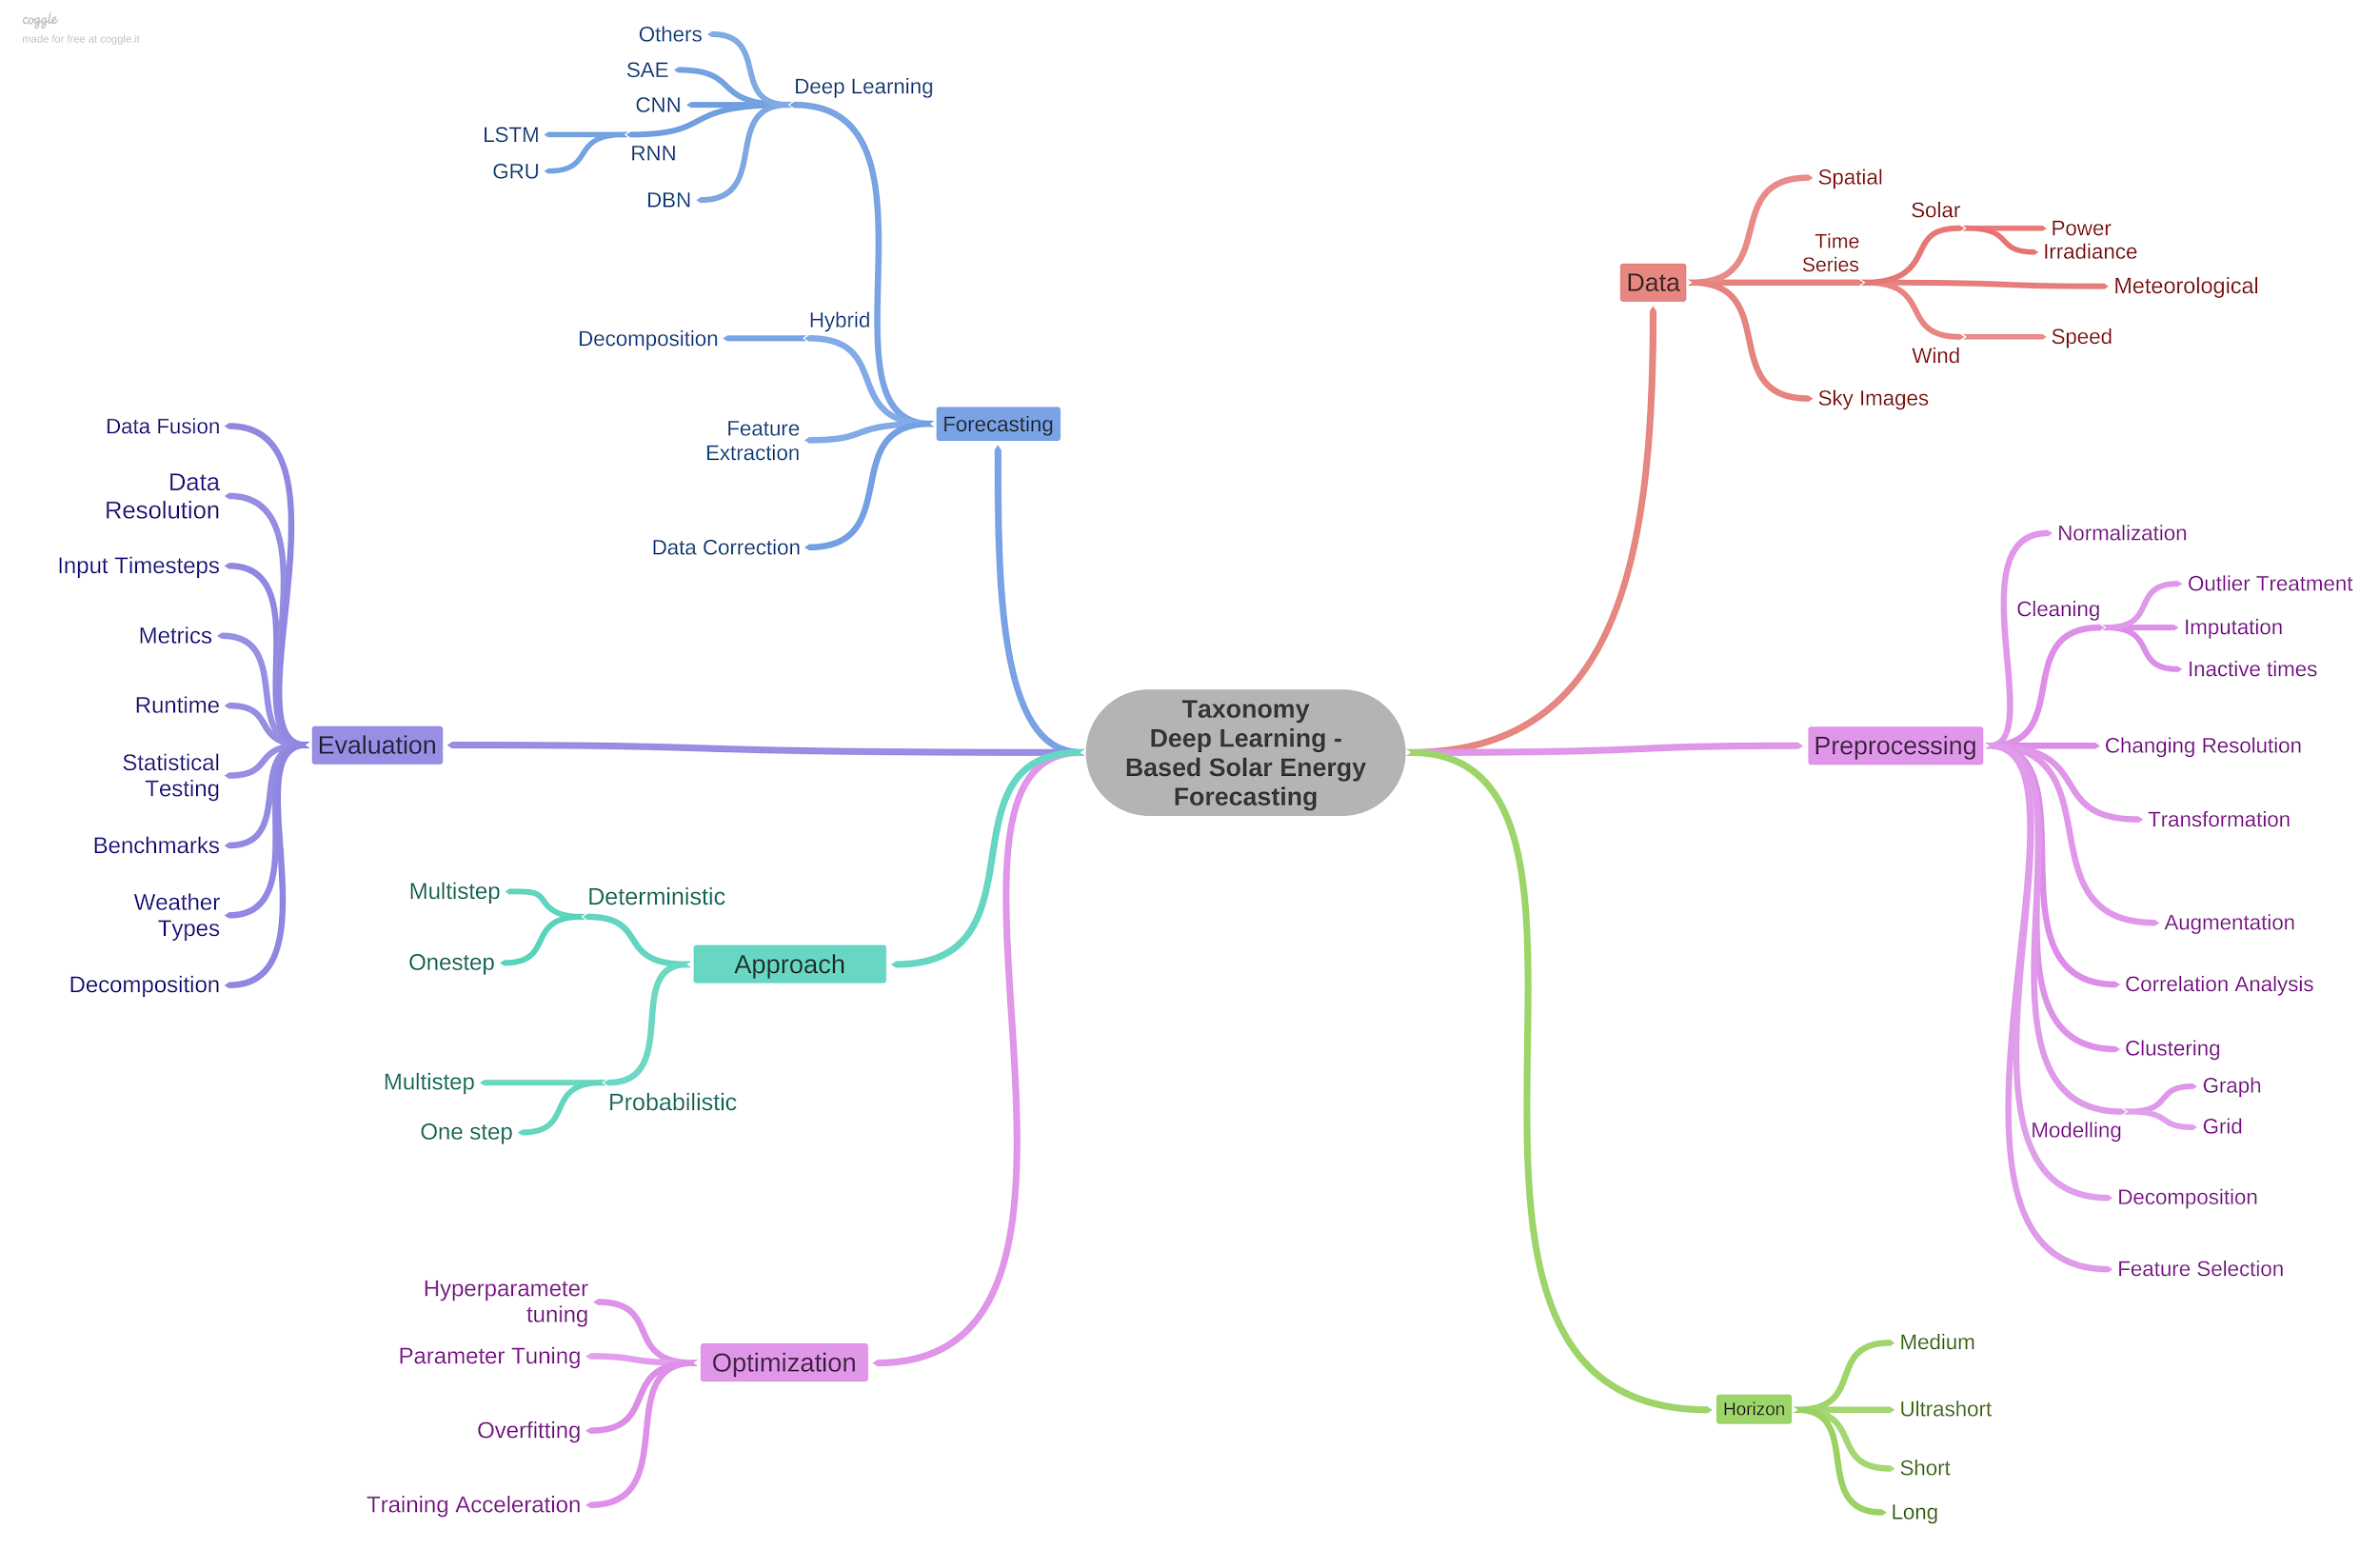 coggle
made for free at coggle.it
Others
SAE
CNN
LSTM
GRU
RNN
DBN
Deep Learning
Hybrid
Decomposition
Feature
Extraction
Data Correction
Forecasting
Data Fusion
Data
Resolution
Input Timesteps
Metrics
Runtime
Statistical
Testing
Benchmarks
Weather
Types
Decomposition
Evaluation
Multistep
Onestep
Deterministic
Approach
Multistep
One step
Probabilistic
Hyperparameter
tuning
Parameter Tuning
Overfitting
Training Acceleration
Optimization
Taxonomy
Deep Learning -
Based Solar Energy
Forecasting
Data
Spatial
Time
Series
Solar
Power
Irradiance
Meteorological
Wind
Speed
Sky Images
Preprocessing
Normalization
Cleaning
Outlier Treatment
Imputation
Inactive times
Changing Resolution
Transformation
Augmentation
Correlation Analysis
Clustering
Modelling
Graph
Grid
Decomposition
Feature Selection
Horizon
Medium
Ultrashort
Short
Long